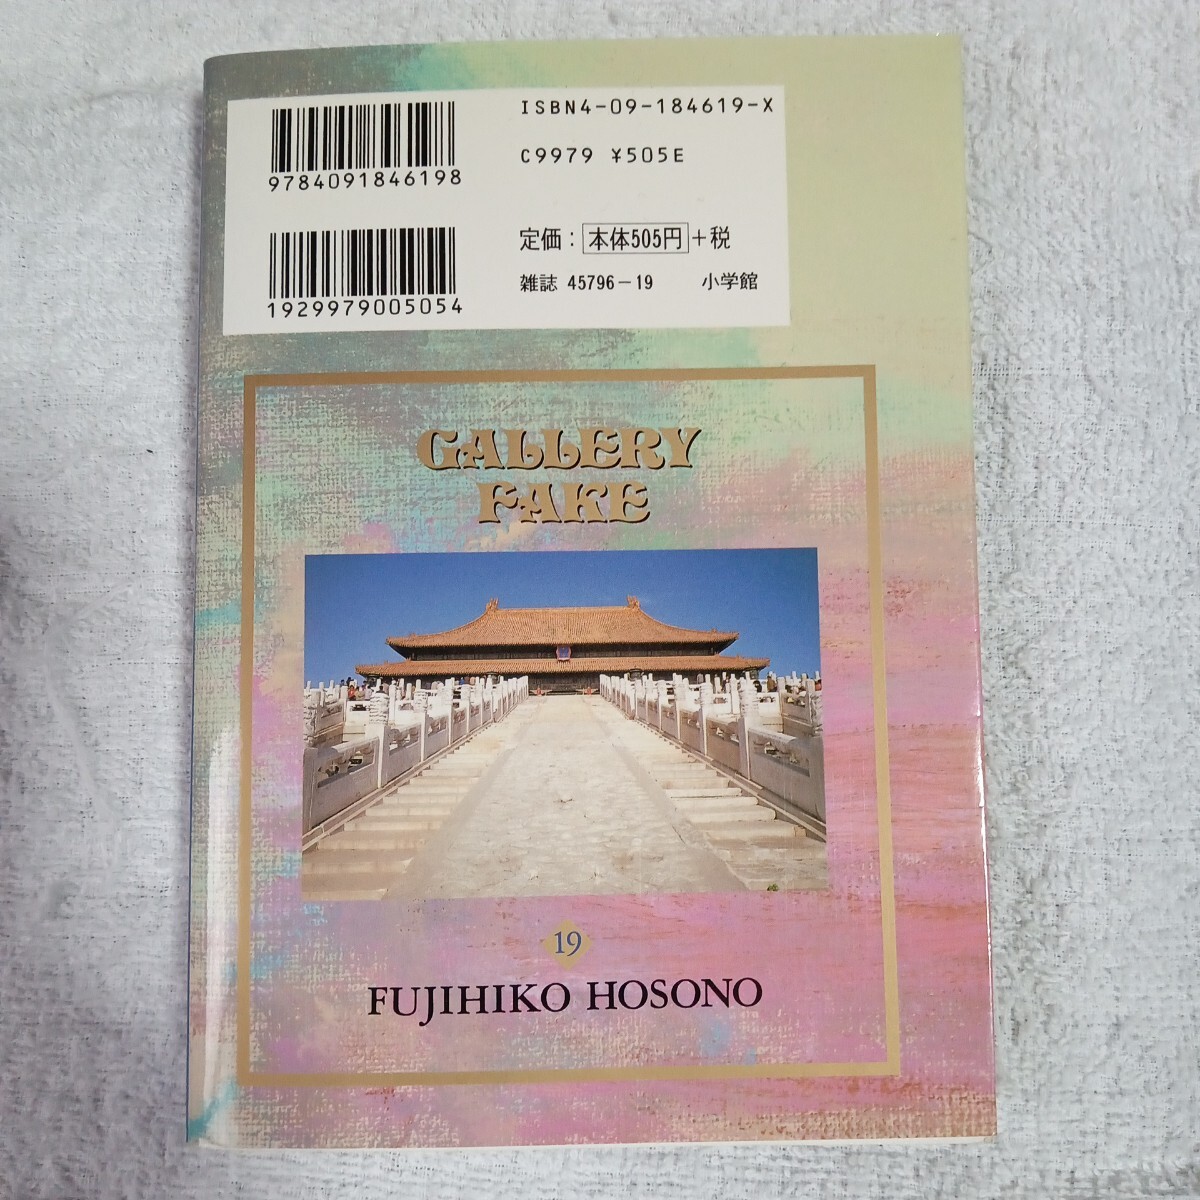 ISBN4-09-184619-X
9784091846198
C9979 ¥505E
定価：本体505円＋税
1929979005054
雑誌 45796－19 小学館
GALLERY
FAKE
19
FUJIHIKO HOSONO